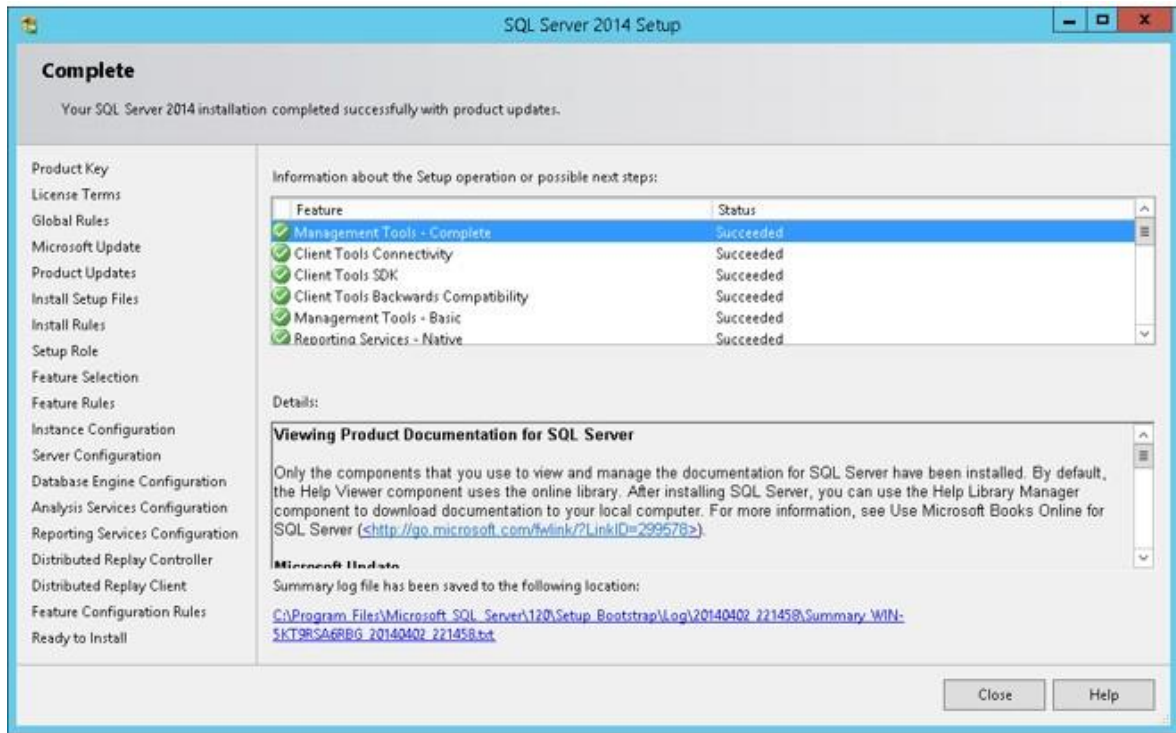 SQL Server 2014 Setup
Complete
Your SQL Server 2014 installation completed successfully with product updates.
Product Key
License Terms
Global Rules
Microsoft Update
Product Updates
Install Setup Files
Install Rules
Setup Role
Feature Selection
Feature Rules
Instance Configuration
Server Configuration
Database Engine Configuration
Analysis Services Configuration
Reporting Services Configuration
Distributed Replay Controller
Distributed Replay Client
Feature Configuration Rules
Ready to Install
Information about the Setup operation or possible next steps:
Feature Status
Management Tools - Complete Succeeded
Client Tools Connectivity Succeeded
Client Tools SDK Succeeded
Client Tools Backwards Compatibility Succeeded
Management Tools - Basic Succeeded
Reporting Services - Native Succeeded
Details:
Viewing Product Documentation for SQL Server
Only the components that you use to view and manage the documentation for SQL Server have been installed. By default,
the Help Viewer component uses the online library. After installing SQL Server, you can use the Help Library Manager
component to download documentation to your local computer. For more information, see Use Microsoft Books Online for
SQL Server (<http://go.microsoft.com/fwlink/?LinkID=299578>).
Microsoft Update
Summary log file has been saved to the following location:
C:\Program Files\Microsoft SQL Server\120\Setup Bootstrap\Log\20140402_221458\Summary_WIN-
5KT9RSA6RBG_20140402_221458.txt
Close Help